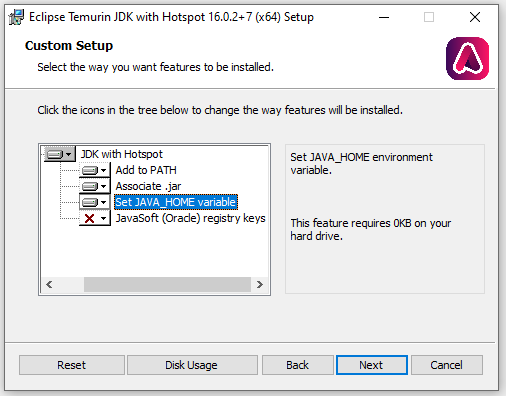 Eclipse Temurin JDK with Hotspot 16.0.2+7 (x64) Setup
Custom Setup
Select the way you want features to be installed.
Click the icons in the tree below to change the way features will be installed.
JDK with Hotspot
Add to PATH
Associate .jar
Set JAVA_HOME variable
JavaSoft (Oracle) registry keys
Set JAVA_HOME environment
variable.
This feature requires 0KB on your
hard drive.
Reset
Disk Usage
Back
Next
Cancel